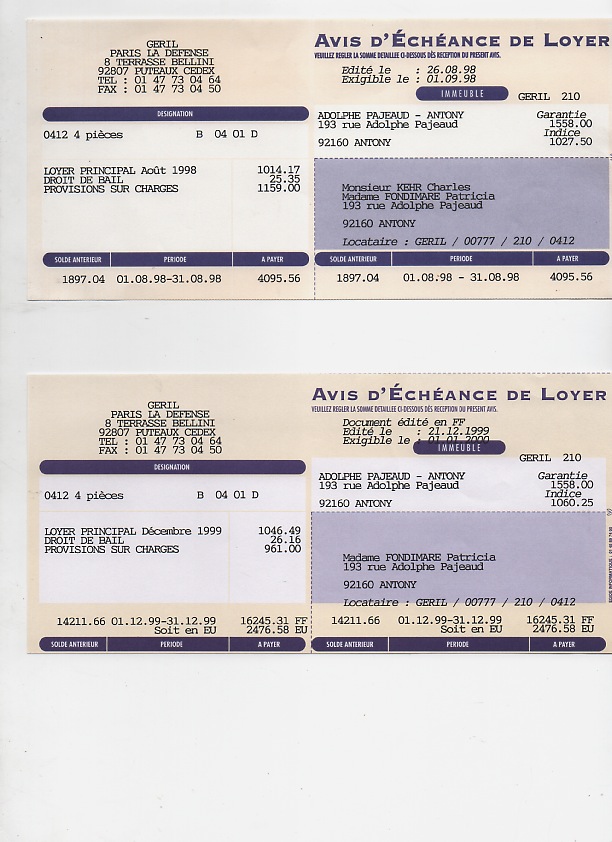 GERIL
PARIS LA DEFENSE
8 TERRASSE BELLINI
92807 PUTEAUX CEDEX
TEL : 01 47 73 04 64
FAX : 01 47 73 04 50
DESIGNATION
0412 4 pièces B 04 01 D
LOYER PRINCIPAL Août 1998 1014.17
DROIT DE BAIL 25.35
PROVISIONS SUR CHARGES 1159.00
SOLDE ANTERIEUR PERIODE A PAYER
1897.04 01.08.98-31.08.98 4095.56
AVIS D'ÉCHÉANCE DE LOYER
VEUILLEZ REGLER LA SOMME DETAILLEE CI-DESSOUS DÈS RECEPTION DU PRESENT AVIS.
Edité le : 26.08.98
Exigible le : 01.09.98
IMMEUBLE GERIL 210
ADOLPHE PAJEAUD - ANTONY Garantie
193 rue Adolphe Pajeaud 1558.00
Indice
92160 ANTONY 1027.50
Monsieur KEHR Charles
Madame FONDIMARE Patricia
193 rue Adolphe Pajeaud
92160 ANTONY
Locataire : GERIL / 00777 / 210 / 0412
SOLDE ANTERIEUR PERIODE A PAYER
1897.04 01.08.98 - 31.08.98 4095.56
GERIL
PARIS LA DEFENSE
8 TERRASSE BELLINI
92807 PUTEAUX CEDEX
TEL : 01 47 73 04 64
FAX : 01 47 73 04 50
DESIGNATION
0412 4 pièces B 04 01 D
LOYER PRINCIPAL Décembre 1999 1046.49
DROIT DE BAIL 26.16
PROVISIONS SUR CHARGES 961.00
14211.66 01.12.99-31.12.99 16245.31 FF
Soit en EU 2476.58 EU
SOLDE ANTERIEUR PERIODE A PAYER
AVIS D'ÉCHÉANCE DE LOYER
VEUILLEZ REGLER LA SOMME DETAILLEE CI-DESSOUS DÈS RECEPTION DU PRESENT AVIS.
Document édité en FF
Edité le : 21.12.1999
Exigible le : 01.01.2000
IMMEUBLE
GERIL 210
ADOLPHE PAJEAUD - ANTONY Garantie
193 rue Adolphe Pajeaud 1558.00
Indice
92160 ANTONY 1060.25
Madame FONDIMARE Patricia
193 rue Adolphe Pajeaud
92160 ANTONY
Locataire : GERIL / 00777 / 210 / 0412
14211.66 01.12.99-31.12.99 16245.31 FF
Soit en EU 2476.58 EU
SOLDE ANTERIEUR PERIODE A PAYER